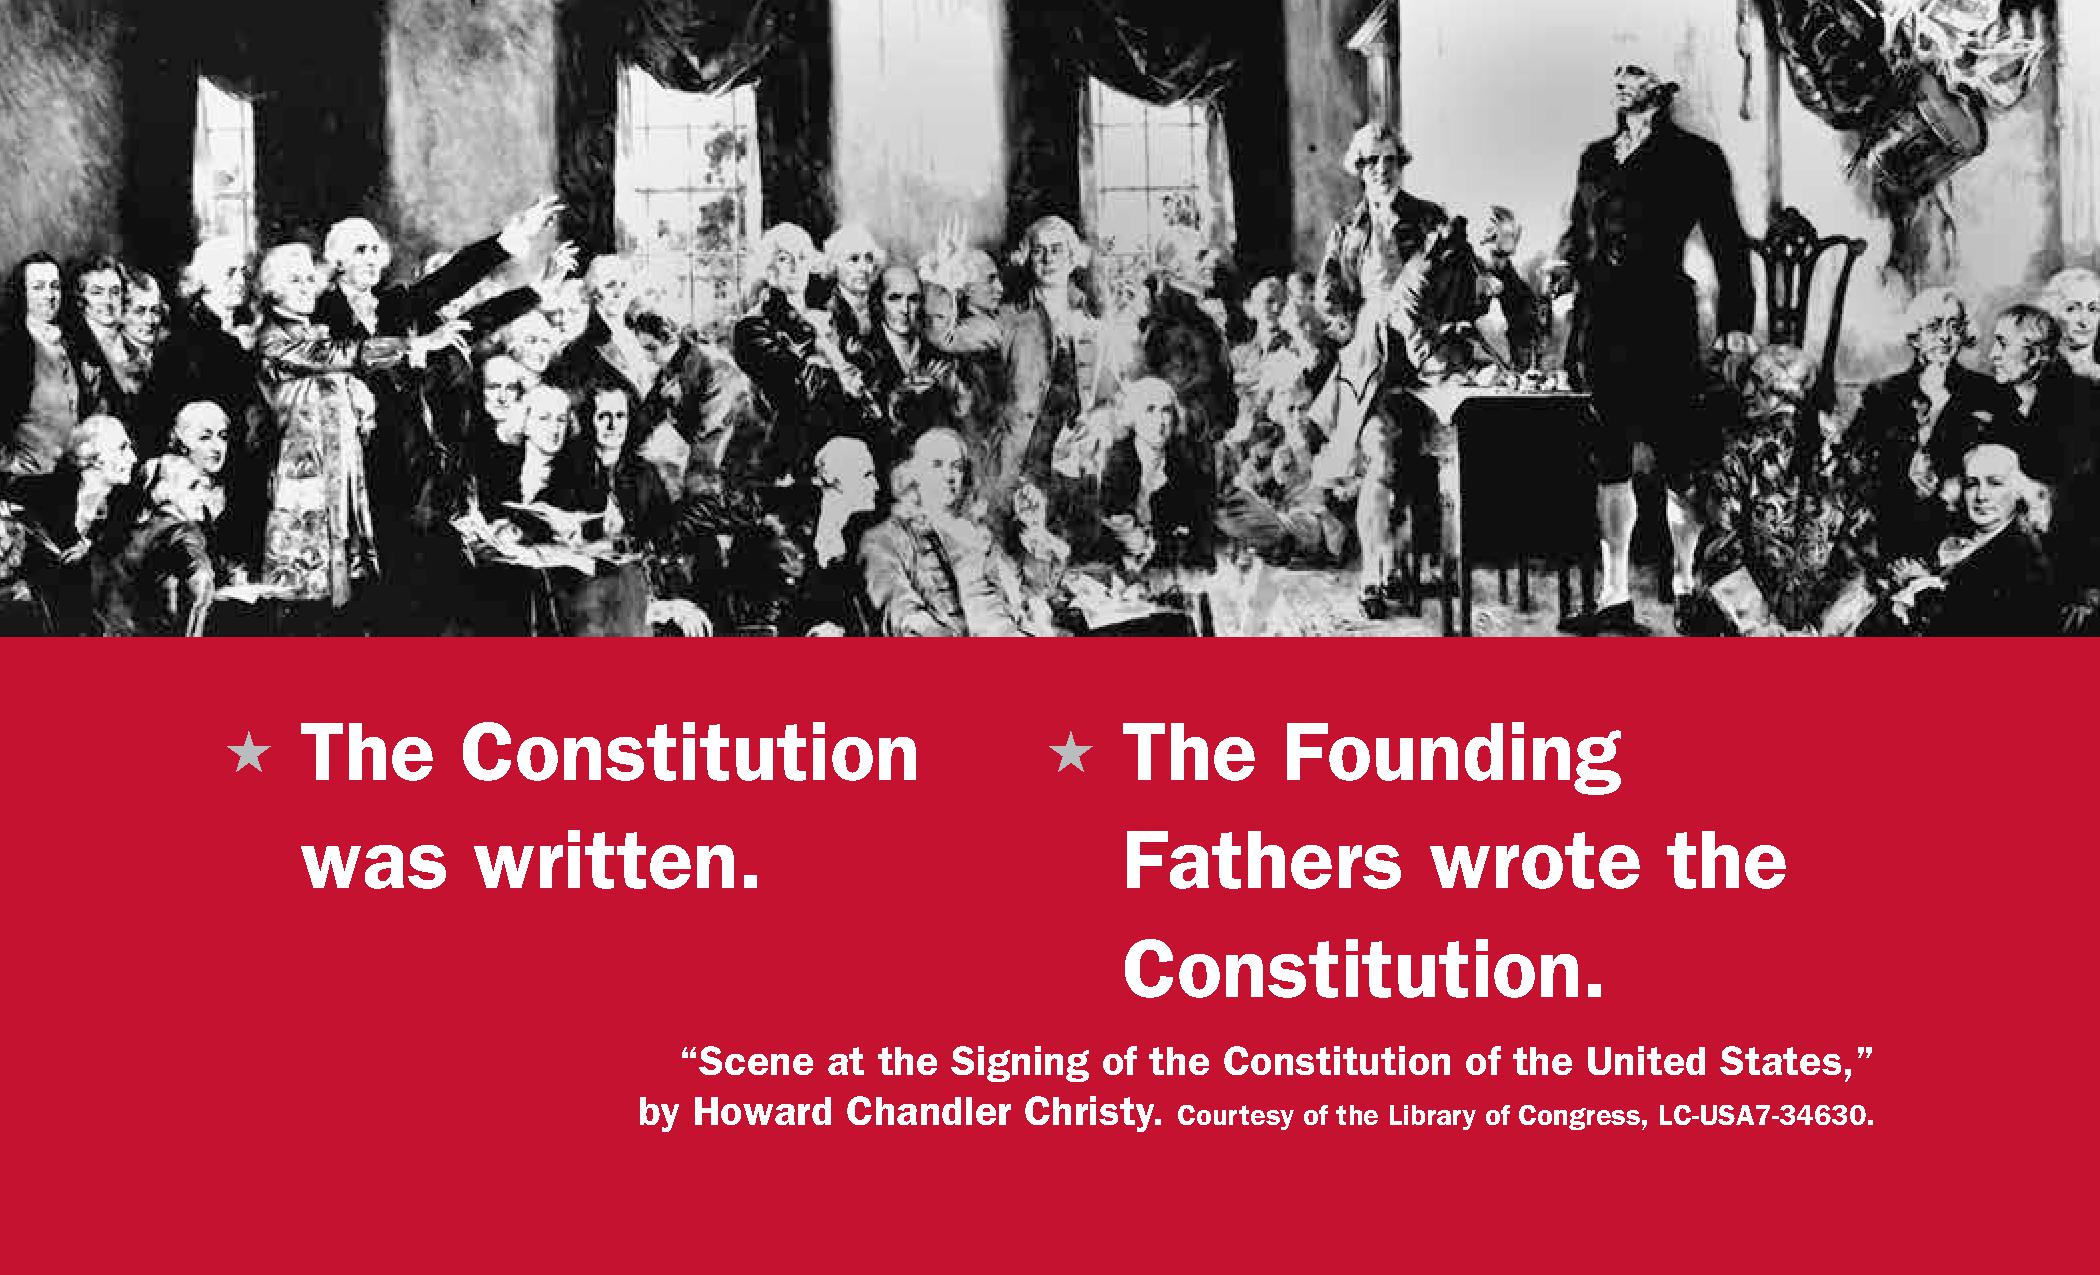 ★ The Constitution
was written.
★ The Founding
Fathers wrote the
Constitution.
“Scene at the Signing of the Constitution of the United States,”
by Howard Chandler Christy. Courtesy of the Library of Congress, LC-USA7-34630.